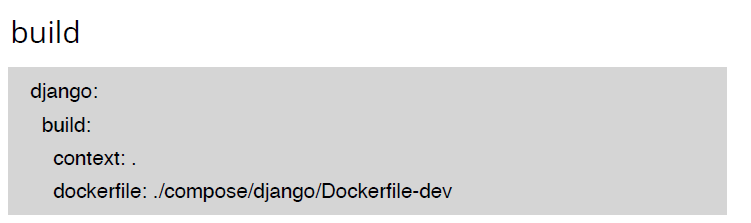 build
django:
build:
context: .
dockerfile: ./compose/django/Dockerfile-dev